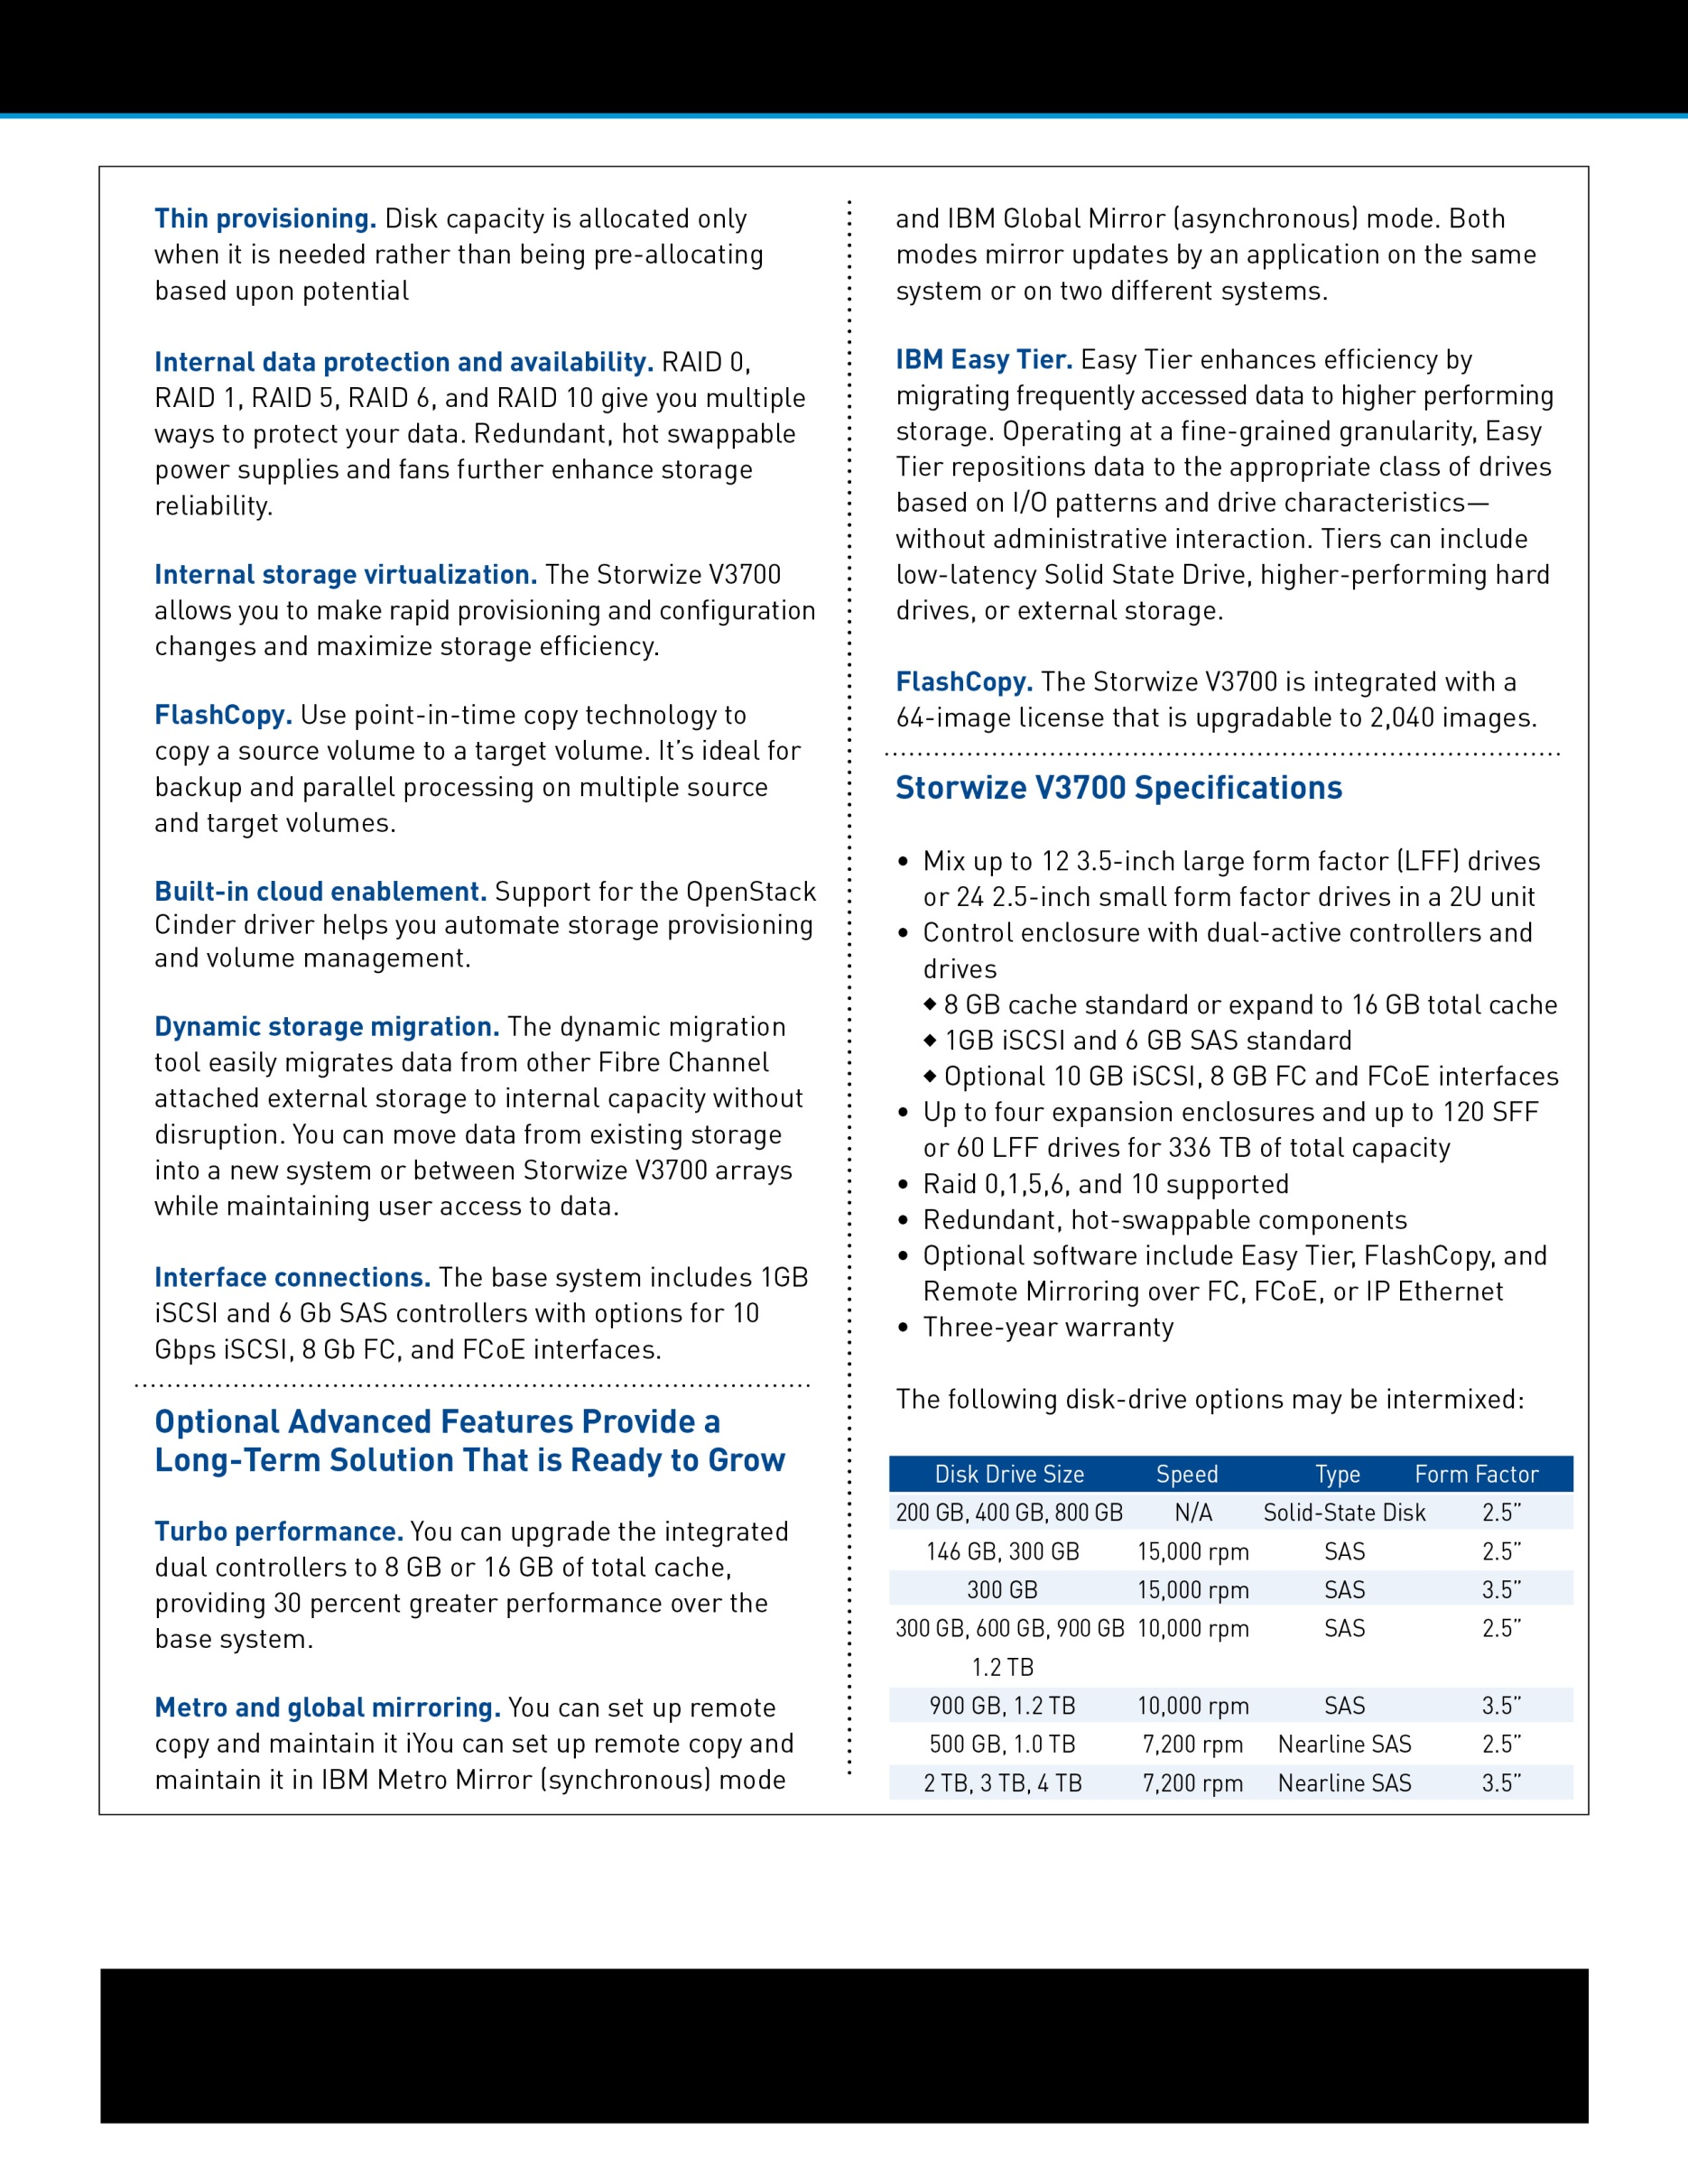 Thin provisioning. Disk capacity is allocated only
when it is needed rather than being pre-allocating
based upon potential
Internal data protection and availability. RAID 0,
RAID 1, RAID 5, RAID 6, and RAID 10 give you multiple
ways to protect your data. Redundant, hot swappable
power supplies and fans further enhance storage
reliability.
Internal storage virtualization. The Storwize V3700
allows you to make rapid provisioning and configuration
changes and maximize storage efficiency.
FlashCopy. Use point-in-time copy technology to
copy a source volume to a target volume. It’s ideal for
backup and parallel processing on multiple source
and target volumes.
Built-in cloud enablement. Support for the OpenStack
Cinder driver helps you automate storage provisioning
and volume management.
Dynamic storage migration. The dynamic migration
tool easily migrates data from other Fibre Channel
attached external storage to internal capacity without
disruption. You can move data from existing storage
into a new system or between Storwize V3700 arrays
while maintaining user access to data.
Interface connections. The base system includes 1GB
iSCSI and 6 Gb SAS controllers with options for 10
Gbps iSCSI, 8 Gb FC, and FCoE interfaces.
Optional Advanced Features Provide a
Long-Term Solution That is Ready to Grow
Turbo performance. You can upgrade the integrated
dual controllers to 8 GB or 16 GB of total cache,
providing 30 percent greater performance over the
base system.
Metro and global mirroring. You can set up remote
copy and maintain it iYou can set up remote copy and
maintain it in IBM Metro Mirror (synchronous) mode
and IBM Global Mirror (asynchronous) mode. Both
modes mirror updates by an application on the same
system or on two different systems.
IBM Easy Tier. Easy Tier enhances efficiency by
migrating frequently accessed data to higher performing
storage. Operating at a fine-grained granularity, Easy
Tier repositions data to the appropriate class of drives
based on I/O patterns and drive characteristics—
without administrative interaction. Tiers can include
low-latency Solid State Drive, higher-performing hard
drives, or external storage.
FlashCopy. The Storwize V3700 is integrated with a
64-image license that is upgradable to 2,040 images.
Storwize V3700 Specifications
• Mix up to 12 3.5-inch large form factor (LFF) drives
or 24 2.5-inch small form factor drives in a 2U unit
• Control enclosure with dual-active controllers and
drives
◆ 8 GB cache standard or expand to 16 GB total cache
◆ 1GB iSCSI and 6 GB SAS standard
◆ Optional 10 GB iSCSI, 8 GB FC and FCoE interfaces
• Up to four expansion enclosures and up to 120 SFF
or 60 LFF drives for 336 TB of total capacity
• Raid 0,1,5,6, and 10 supported
• Redundant, hot-swappable components
• Optional software include Easy Tier, FlashCopy, and
Remote Mirroring over FC, FCoE, or IP Ethernet
• Three-year warranty
The following disk-drive options may be intermixed:
Disk Drive Size Speed Type Form Factor
200 GB, 400 GB, 800 GB N/A Solid-State Disk 2.5”
146 GB, 300 GB 15,000 rpm SAS 2.5”
300 GB 15,000 rpm SAS 3.5”
300 GB, 600 GB, 900 GB 10,000 rpm SAS 2.5”
1.2 TB
900 GB, 1.2 TB 10,000 rpm SAS 3.5”
500 GB, 1.0 TB 7,200 rpm Nearline SAS 2.5”
2 TB, 3 TB, 4 TB 7,200 rpm Nearline SAS 3.5”